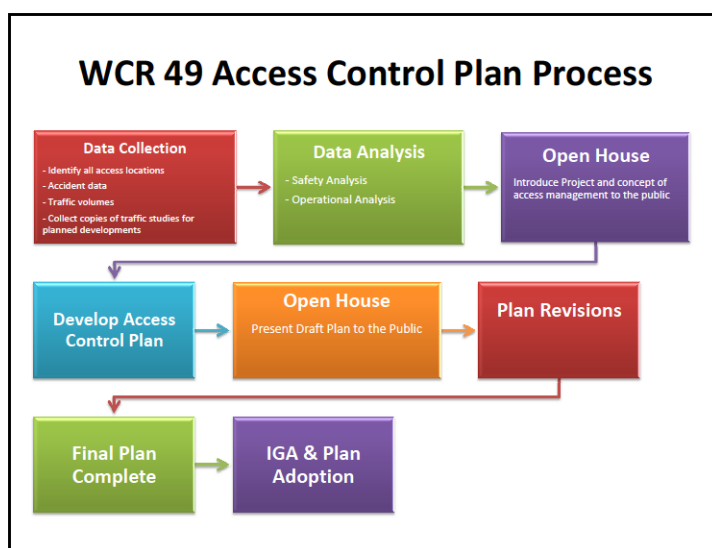 WCR 49 Access Control Plan Process
Data Collection
- Identify all access locations
- Accident data
- Traffic volumes
- Collect copies of traffic studies for
planned developments
Data Analysis
- Safety Analysis
- Operational Analysis
Open House
Introduce Project and concept of
access management to the public
Develop Access
Control Plan
Open House
Present Draft Plan to the Public
Plan Revisions
Final Plan
Complete
IGA & Plan
Adoption